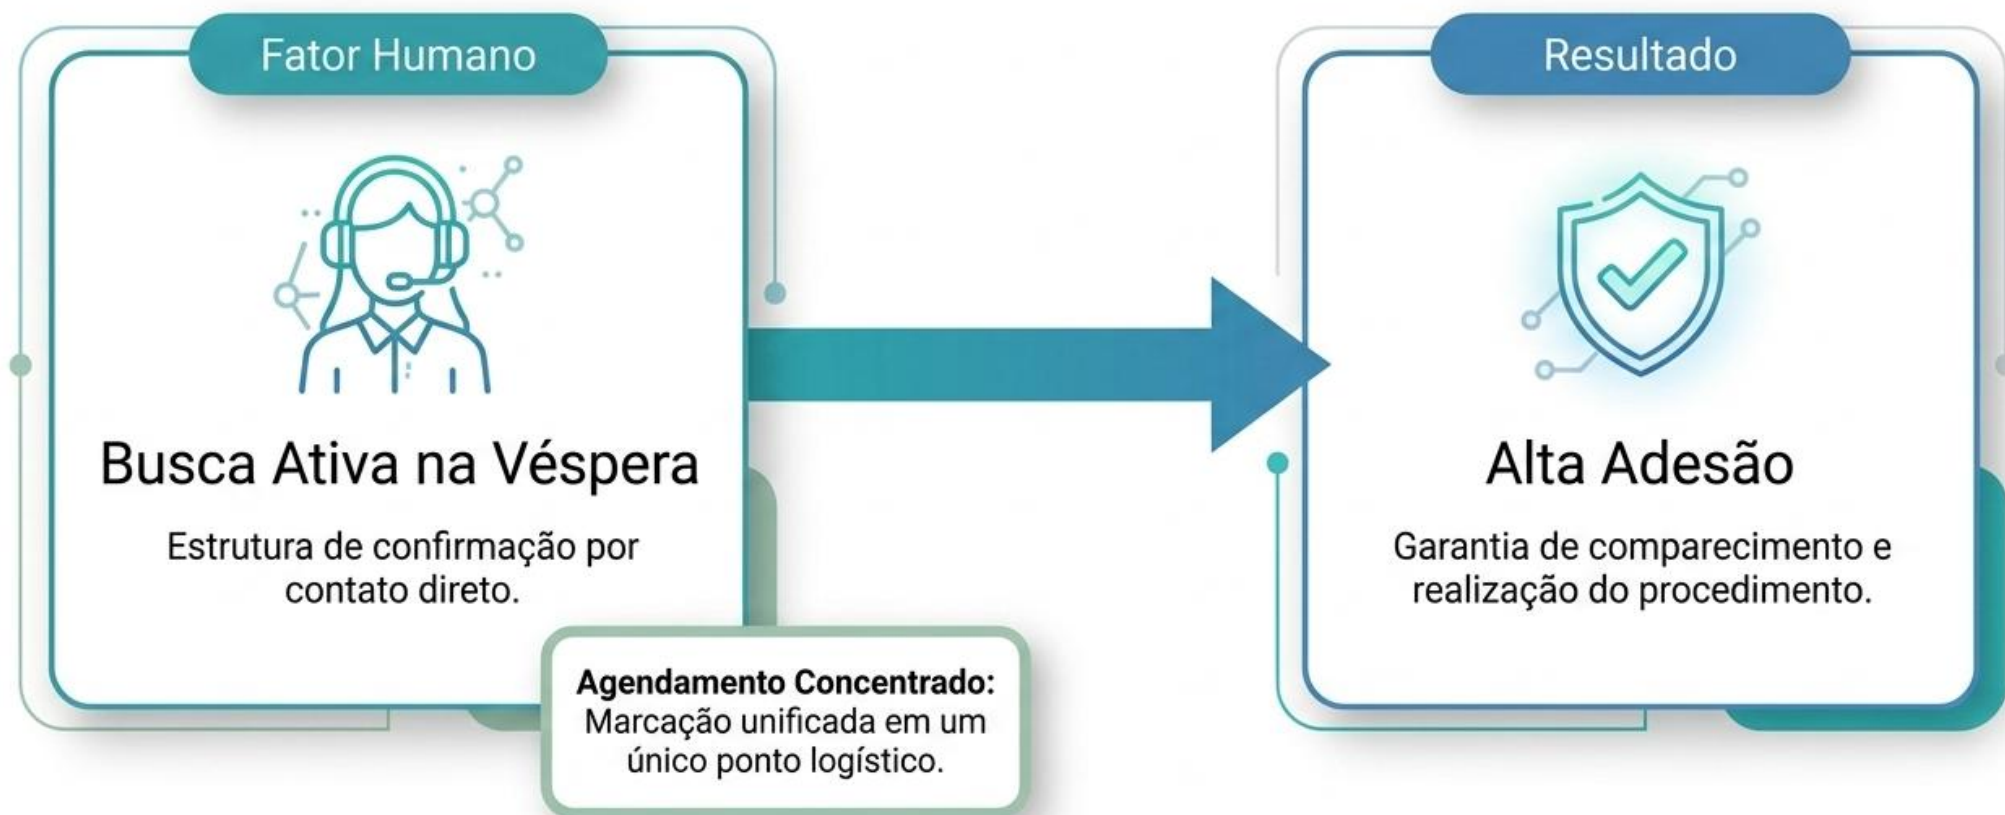 Fator Humano
Busca Ativa na Véspera
Estrutura de confirmação por
contato direto.
Agendamento Concentrado:
Marcação unificada em um
único ponto logístico.
Resultado
Alta Adesão
Garantia de comparecimento e
realização do procedimento.